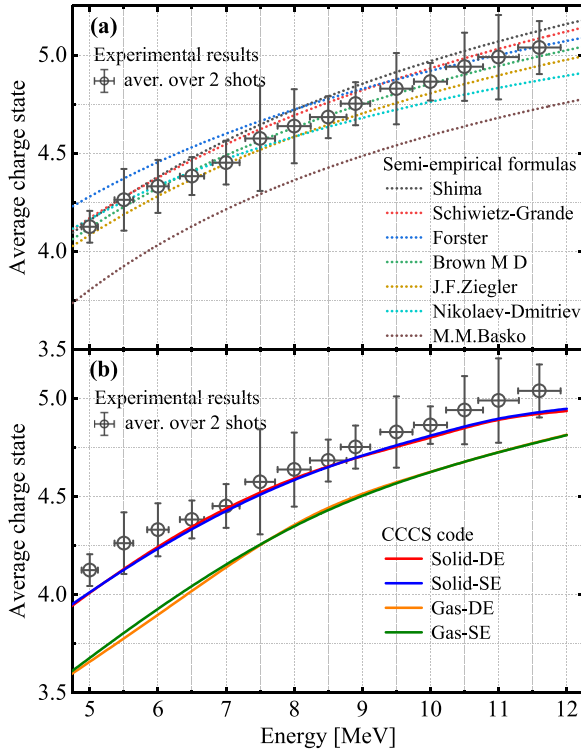 (a)
Experimental results
aver. over 2 shots
Average charge state
5.0
4.5
4.0
3.5
Semi-empirical formulas
Shima
Schiwietz-Grande
Forster
Brown M D
J.F.Ziegler
Nikolaev-Dmitriev
M.M.Basko
(b)
Experimental results
aver. over 2 shots
Average charge state
5.0
4.5
4.0
3.5
CCCS code
Solid-DE
Solid-SE
Gas-DE
Gas-SE
5 6 7 8 9 10 11 12
Energy [MeV]